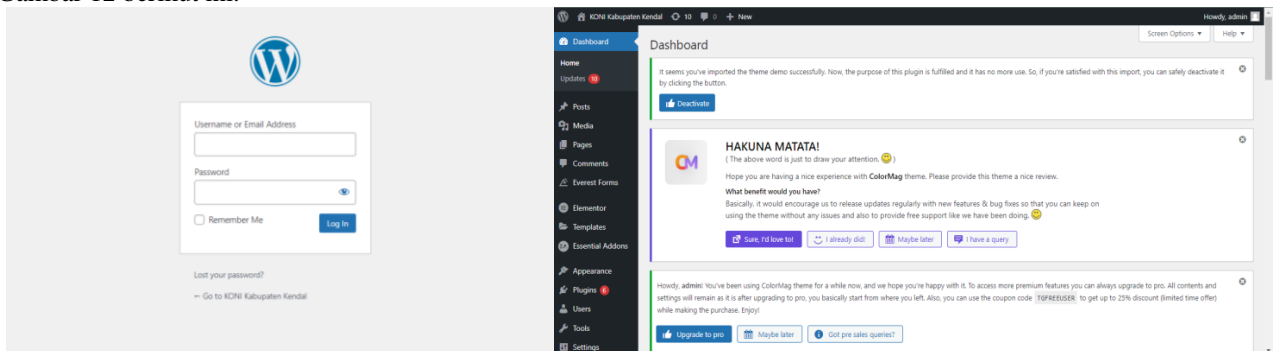 Gambar 12 berikut ini:
Username or Email Address
Password
Remember Me
Log In
Lost your password?
← Go to KONI Kabupaten Kendal
KONI Kabupaten Kendal 10 0 + New
Howdy, admin
Dashboard
Home
Updates 10
Posts
Media
Pages
Comments
Everest Forms
Elementor
Templates
Essential Addons
Appearance
Plugins 6
Users
Tools
Settings
Screen Options ▼
Help ▼
Dashboard
It seems you've imported the theme demo successfully. Now, the purpose of this plugin is fulfilled and it has no more use. So, if you're satisfied with this import, you can safely deactivate it
by clicking the button.
Deactivate
CM
HAKUNA MATATA!
( The above word is just to draw your attention. 🙂 )
Hope you are having a nice experience with ColorMag theme. Please provide this theme a nice review.
What benefit would you have?
Basically, it would encourage us to release updates regularly with new features & bug fixes so that you can keep on
using the theme without any issues and also to provide free support like we have been doing. 🙂
Sure, I'd love to!
I already did!
Maybe later
I have a query
Howdy, admin! You've been using ColorMag theme for a while now, and we hope you're happy with it. To access more premium features you can always upgrade to pro. All contents and
settings will remain as it is after upgrading to pro, you basically start from where you left. Also, you can use the coupon code TGFREEUSER to get up to 25% discount (limited time offer)
while making the purchase. Enjoy!
Upgrade to pro
Maybe later
Got pre sales queries?